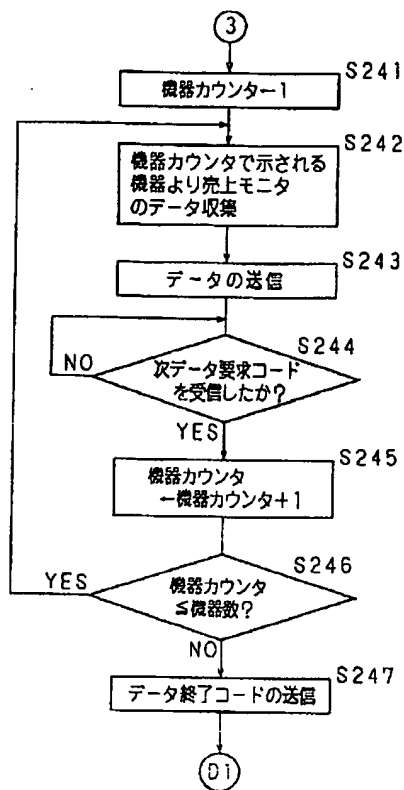 3
S241
機器カウンター1
S242
機器カウンタで示される
機器より売上モニタ
のデータ収集
S243
データの送信
S244
次データ要求コード
を受信したか?
NO
YES
S245
機器カウンタ
←機器カウンタ+1
S246
機器カウンタ
≦機器数?
YES
NO
S247
データ終了コードの送信
D1